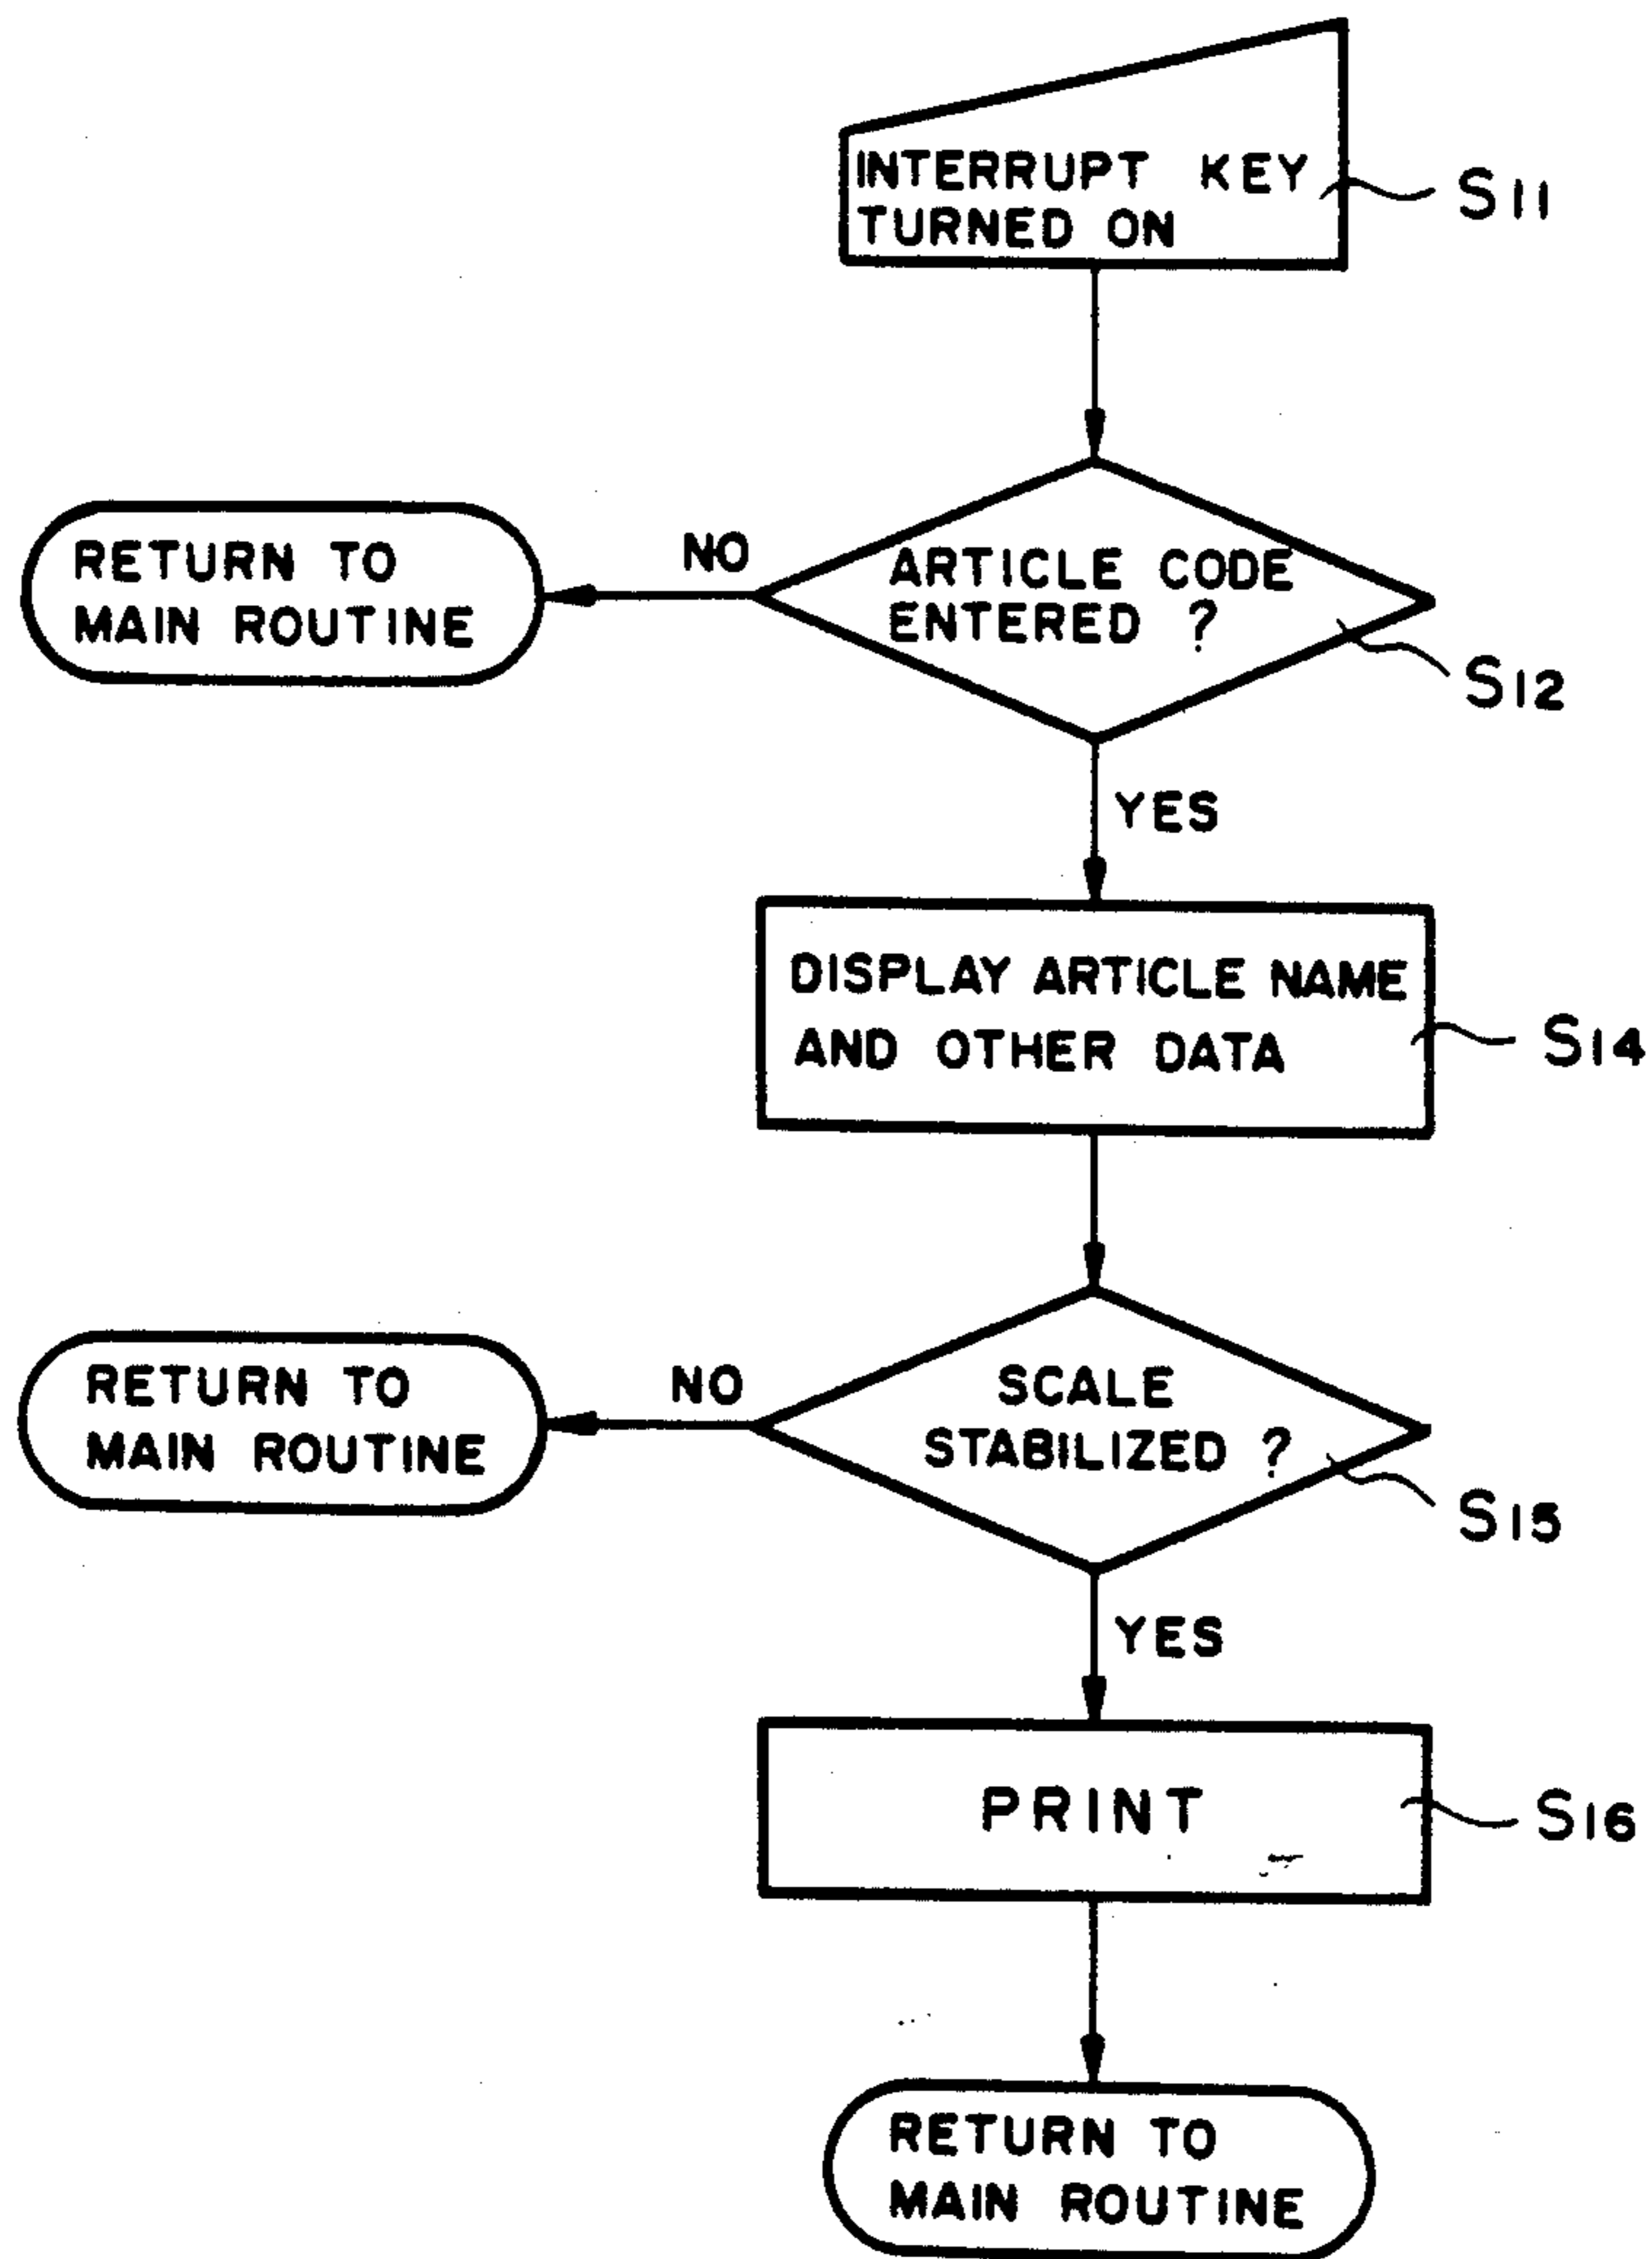 INTERRUPT KEY
TURNED ON
S11
NO
ARTICLE CODE
ENTERED ?
RETURN TO
MAIN ROUTINE
S12
YES
DISPLAY ARTICLE NAME
AND OTHER DATA
S14
NO
SCALE
STABILIZED ?
RETURN TO
MAIN ROUTINE
S15
YES
PRINT
S16
RETURN TO
MAIN ROUTINE